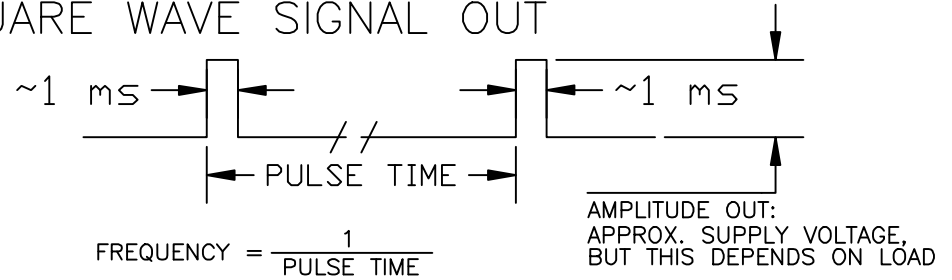 WAVE SIGNAL OUT
~1 ms
~1 ms
PULSE TIME
AMPLITUDE OUT:
APPROX. SUPPLY VOLTAGE,
BUT THIS DEPENDS ON LOAD
FREQUENCY = 1
PULSE TIME